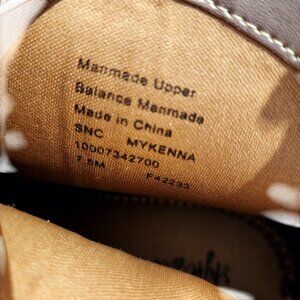 Manmade Upper
Balance Manmade
Made in China
SNC MYKENNA
10007342700
7.5M F42233